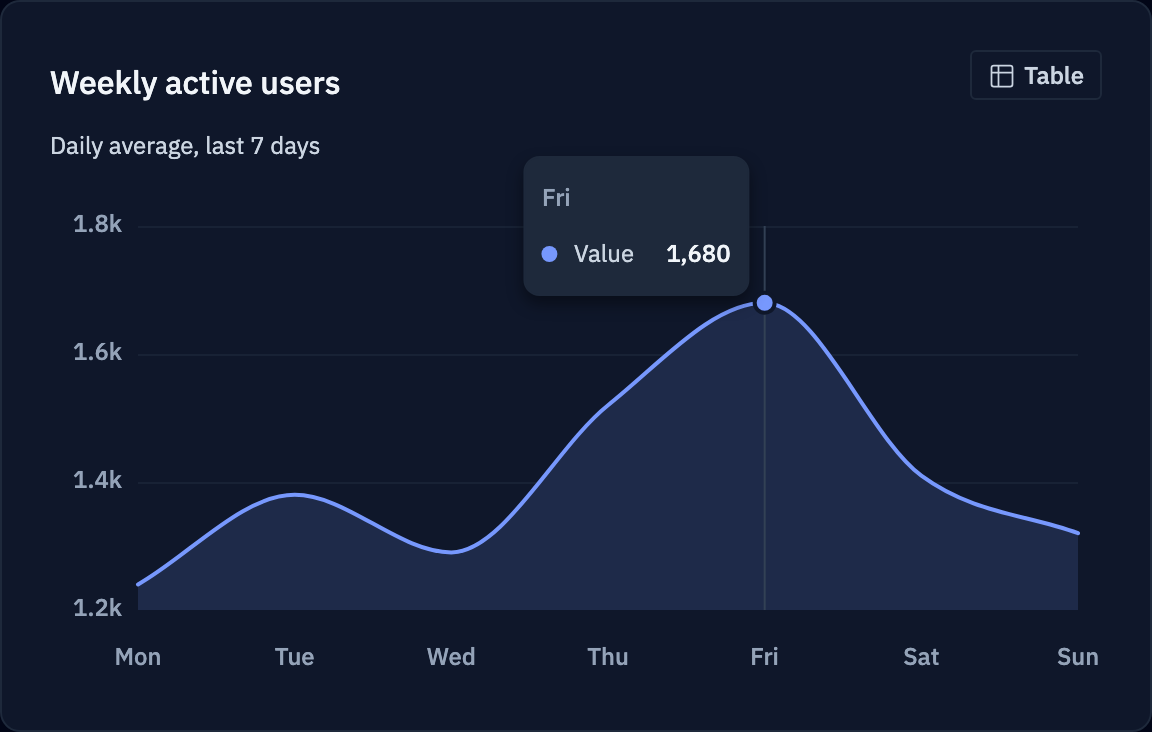 Weekly active users
Table
Daily average, last 7 days
Fri
Value 1,680
1.8k
1.6k
1.4k
1.2k
Mon Tue Wed Thu Fri Sat Sun